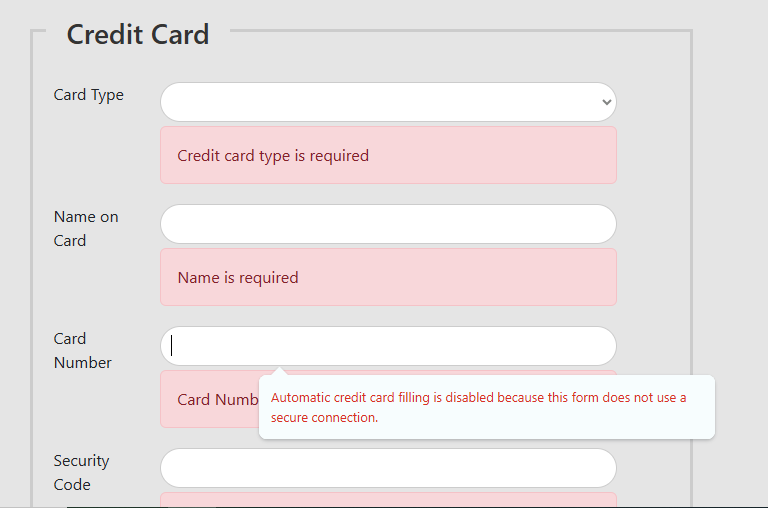 Credit Card
Card Type
Credit card type is required
Name on
Card
Name is required
Card
Number
Card
Automatic credit card filling is disabled because this form does not use a
secure connection.
Security
Code